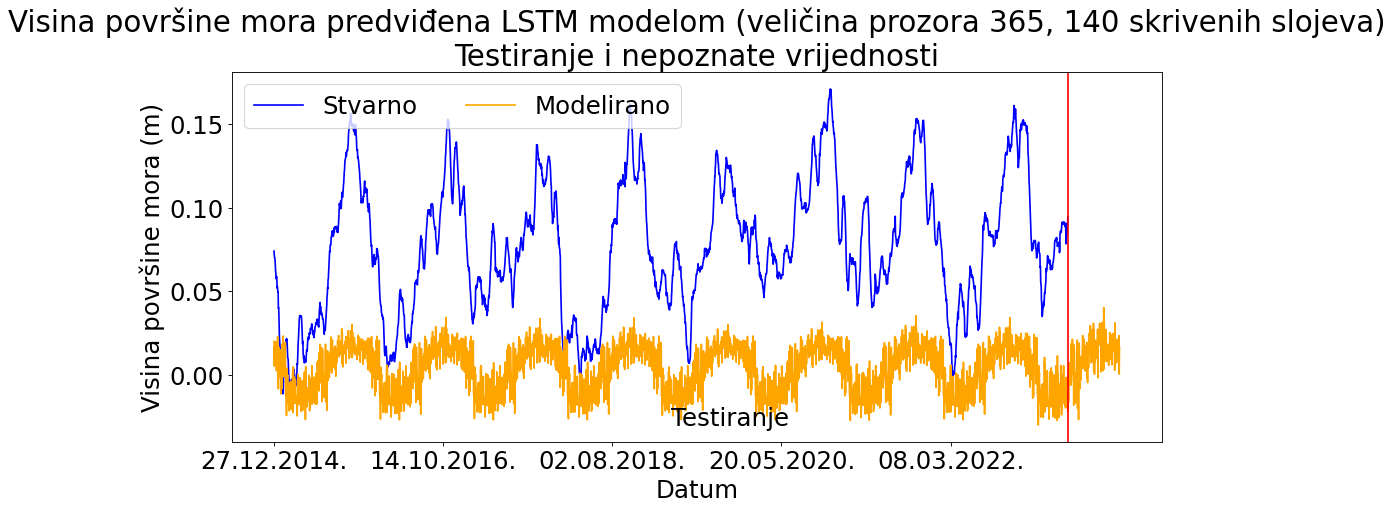 Visina površine mora predviđena LSTM modelom (veličina prozora 365, 140 skrivenih slojeva)
Testiranje i nepoznate vrijednosti
Stvarno
Modelirano
Visina površine mora (m)
0.15
0.10
0.05
0.00
Testiranje
27.12.2014. 14.10.2016. 02.08.2018. 20.05.2020. 08.03.2022.
Datum